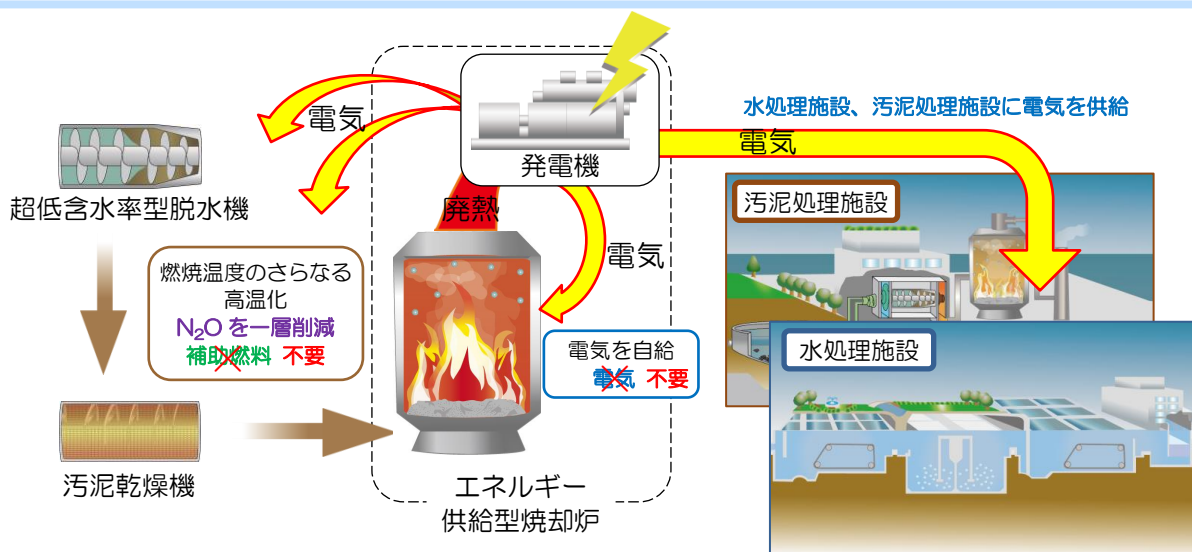 水処理施設、汚泥処理施設に電気を供給
電気
電気
発電機
超低含水率型脱水機
廃熱
電気
汚泥処理施設
燃焼温度のさらなる
高温化
N₂Oを一層削減
補助燃料 不要
電気を自給
電気 不要
水処理施設
汚泥乾燥機
エネルギー
供給型焼却炉